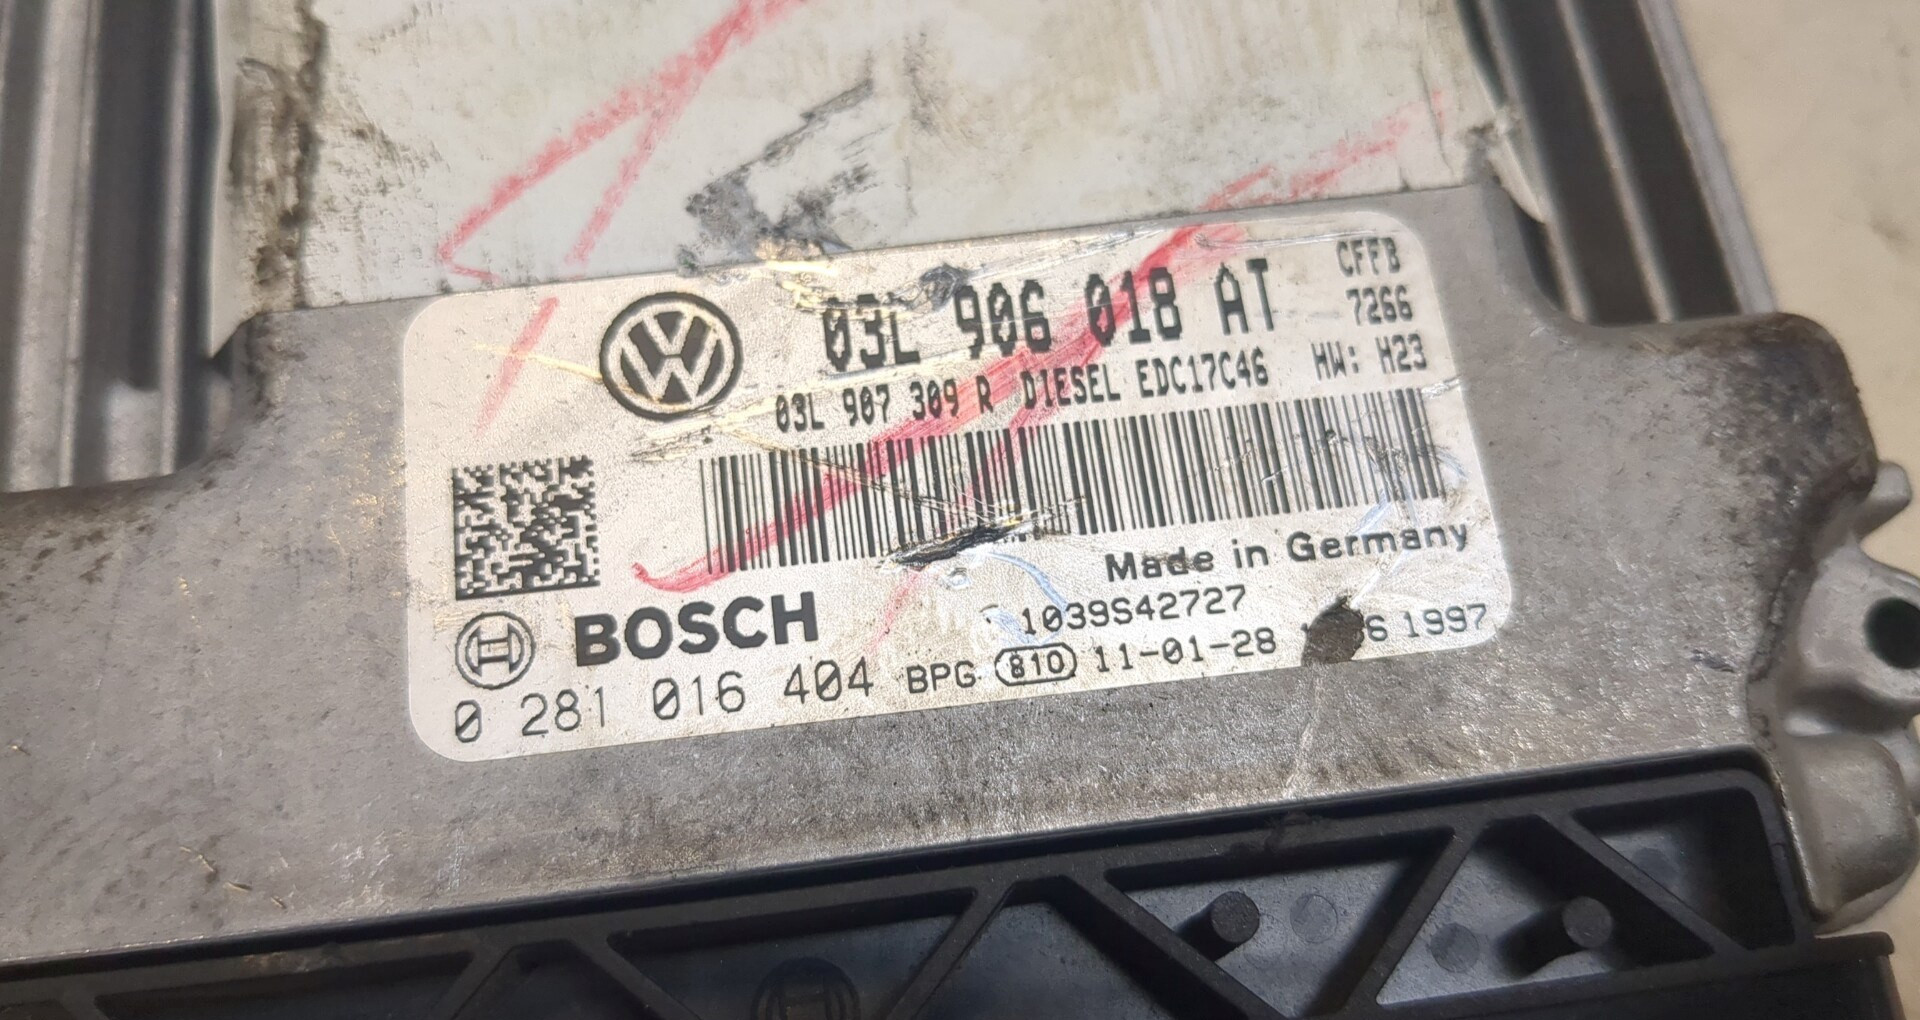 03L 906 018 AT
CFFB
7266
03L 907 309 R DIESEL EDC17C46 HW: H23
Made in Germany
BOSCH
1039S42727
0 281 016 404 BPG 810 11-01-28 1997